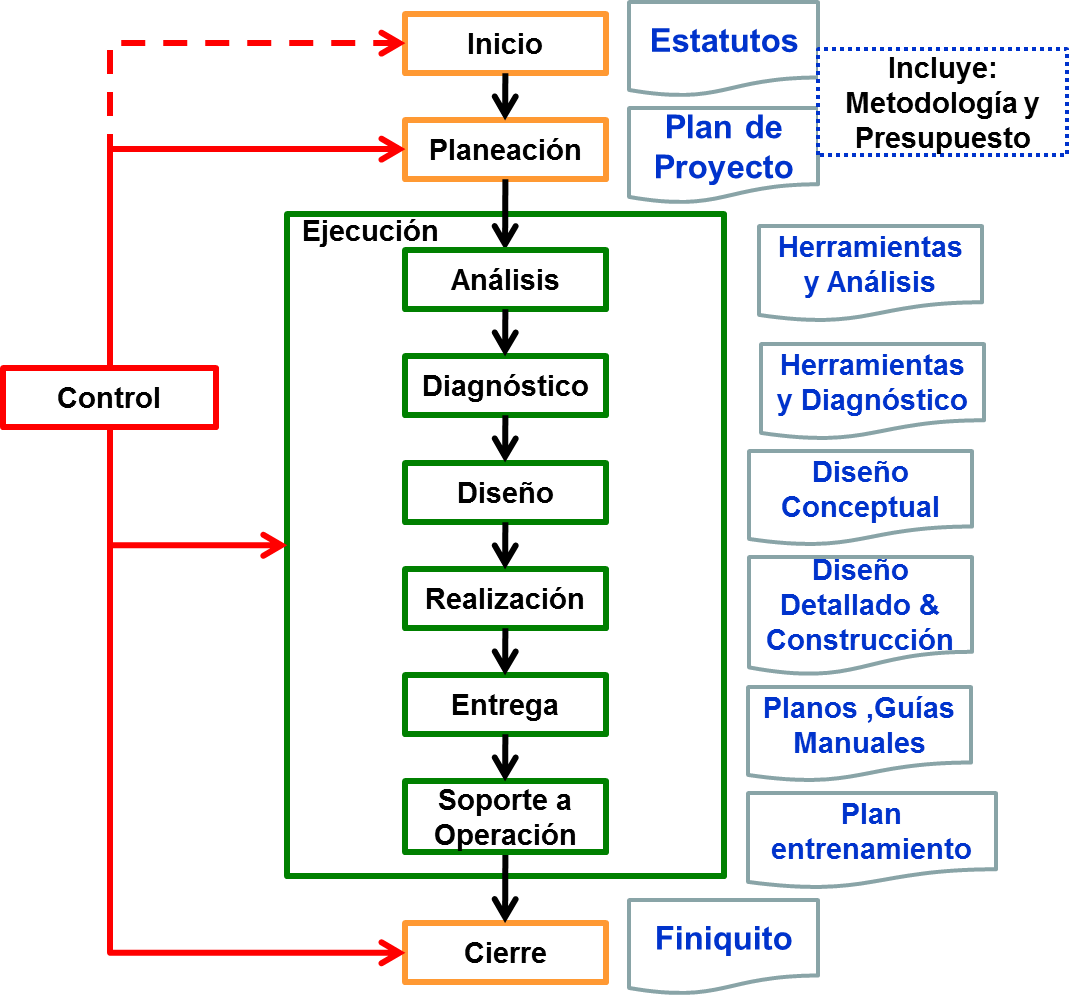 Inicio
Estatutos
Incluye:
Metodología y
Presupuesto
Planeación
Plan de
Proyecto
Ejecución
Análisis
Herramientas
y Análisis
Diagnóstico
Herramientas
y Diagnóstico
Control
Diseño
Diseño
Conceptual
Realización
Diseño
Detallado &
Construcción
Entrega
Planos ,Guías
Manuales
Soporte a
Operación
Plan
entrenamiento
Cierre
Finiquito